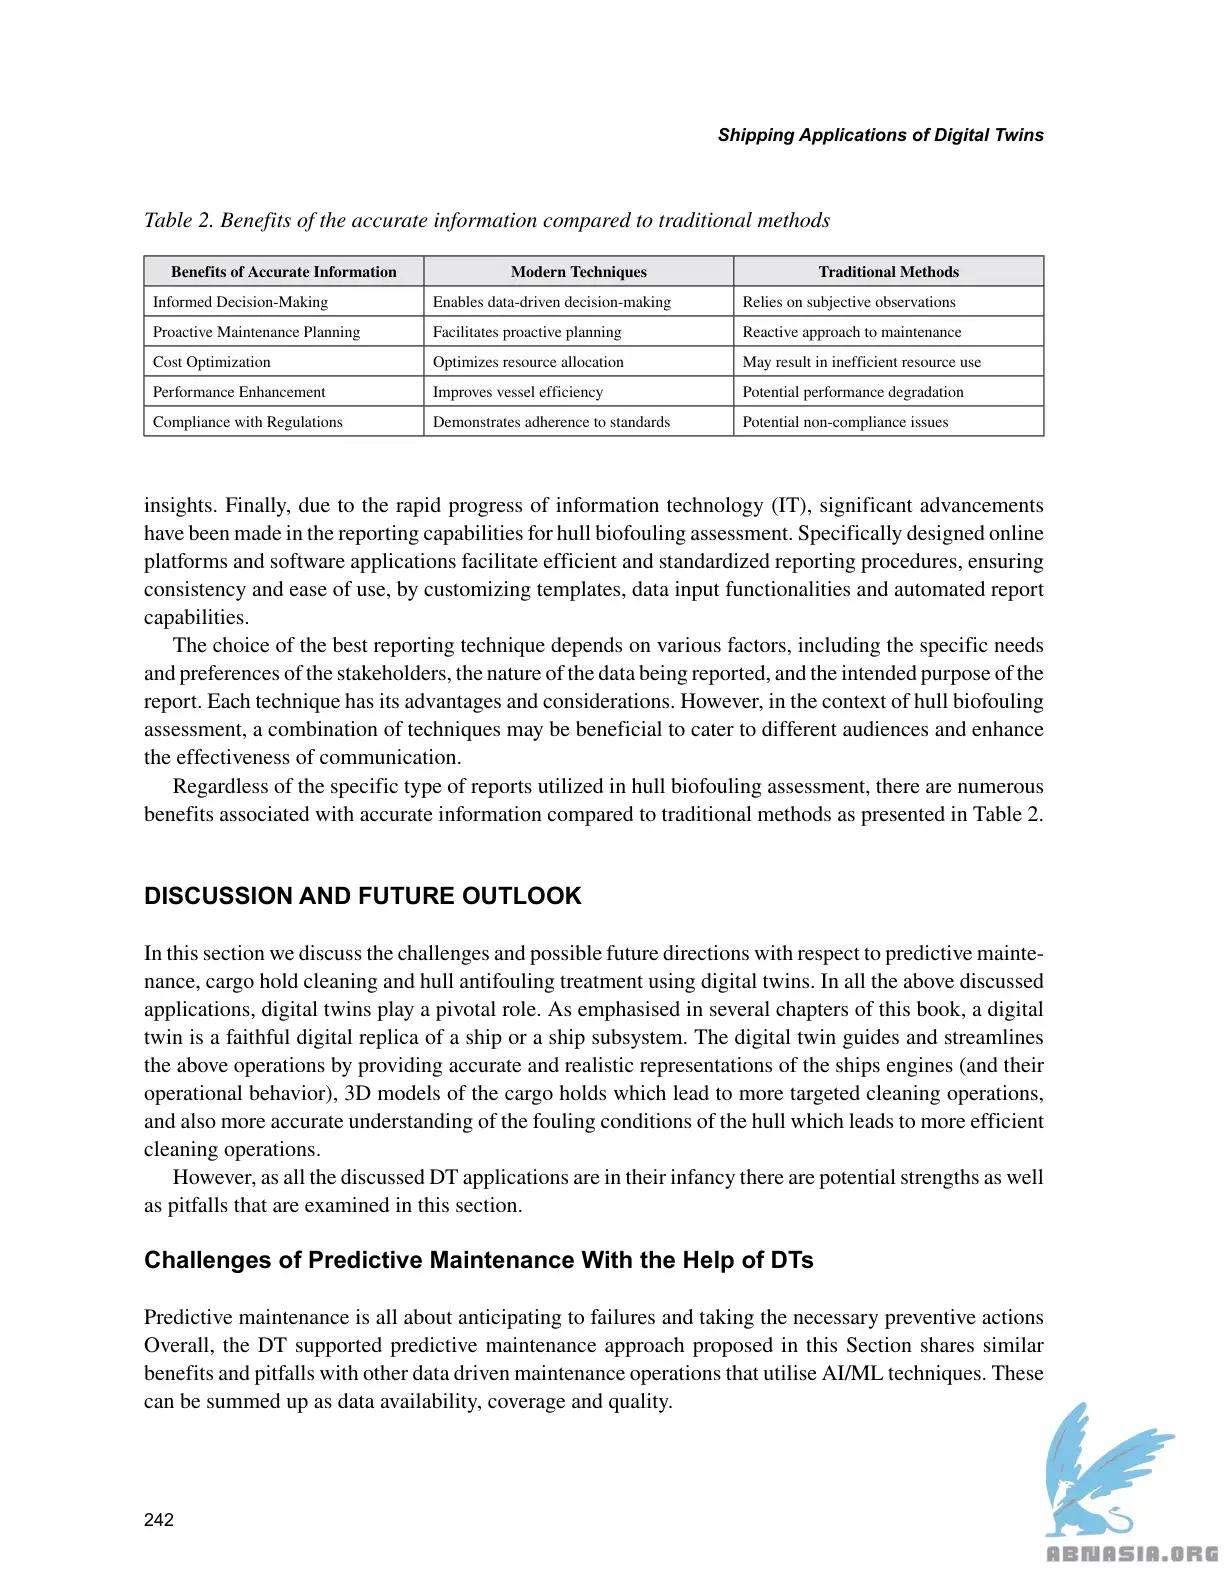 Shipping Applications of Digital Twins
Table 2. Benefits of the accurate information compared to traditional methods
Benefits of Accurate Information Modern Techniques Traditional Methods
Informed Decision-Making Enables data-driven decision-making Relies on subjective observations
Proactive Maintenance Planning Facilitates proactive planning Reactive approach to maintenance
Cost Optimization Optimizes resource allocation May result in inefficient resource use
Performance Enhancement Improves vessel efficiency Potential performance degradation
Compliance with Regulations Demonstrates adherence to standards Potential non-compliance issues
insights. Finally, due to the rapid progress of information technology (IT), significant advancements
have been made in the reporting capabilities for hull biofouling assessment. Specifically designed online
platforms and software applications facilitate efficient and standardized reporting procedures, ensuring
consistency and ease of use, by customizing templates, data input functionalities and automated report
capabilities.
The choice of the best reporting technique depends on various factors, including the specific needs
and preferences of the stakeholders, the nature of the data being reported, and the intended purpose of the
report. Each technique has its advantages and considerations. However, in the context of hull biofouling
assessment, a combination of techniques may be beneficial to cater to different audiences and enhance
the effectiveness of communication.
Regardless of the specific type of reports utilized in hull biofouling assessment, there are numerous
benefits associated with accurate information compared to traditional methods as presented in Table 2.
DISCUSSION AND FUTURE OUTLOOK
In this section we discuss the challenges and possible future directions with respect to predictive mainte-
nance, cargo hold cleaning and hull antifouling treatment using digital twins. In all the above discussed
applications, digital twins play a pivotal role. As emphasised in several chapters of this book, a digital
twin is a faithful digital replica of a ship or a ship subsystem. The digital twin guides and streamlines
the above operations by providing accurate and realistic representations of the ships engines (and their
operational behavior), 3D models of the cargo holds which lead to more targeted cleaning operations,
and also more accurate understanding of the fouling conditions of the hull which leads to more efficient
cleaning operations.
However, as all the discussed DT applications are in their infancy there are potential strengths as well
as pitfalls that are examined in this section.
Challenges of Predictive Maintenance With the Help of DTs
Predictive maintenance is all about anticipating to failures and taking the necessary preventive actions
Overall, the DT supported predictive maintenance approach proposed in this Section shares similar
benefits and pitfalls with other data driven maintenance operations that utilise AI/ML techniques. These
can be summed up as data availability, coverage and quality.
242
ABNASIA.ORG